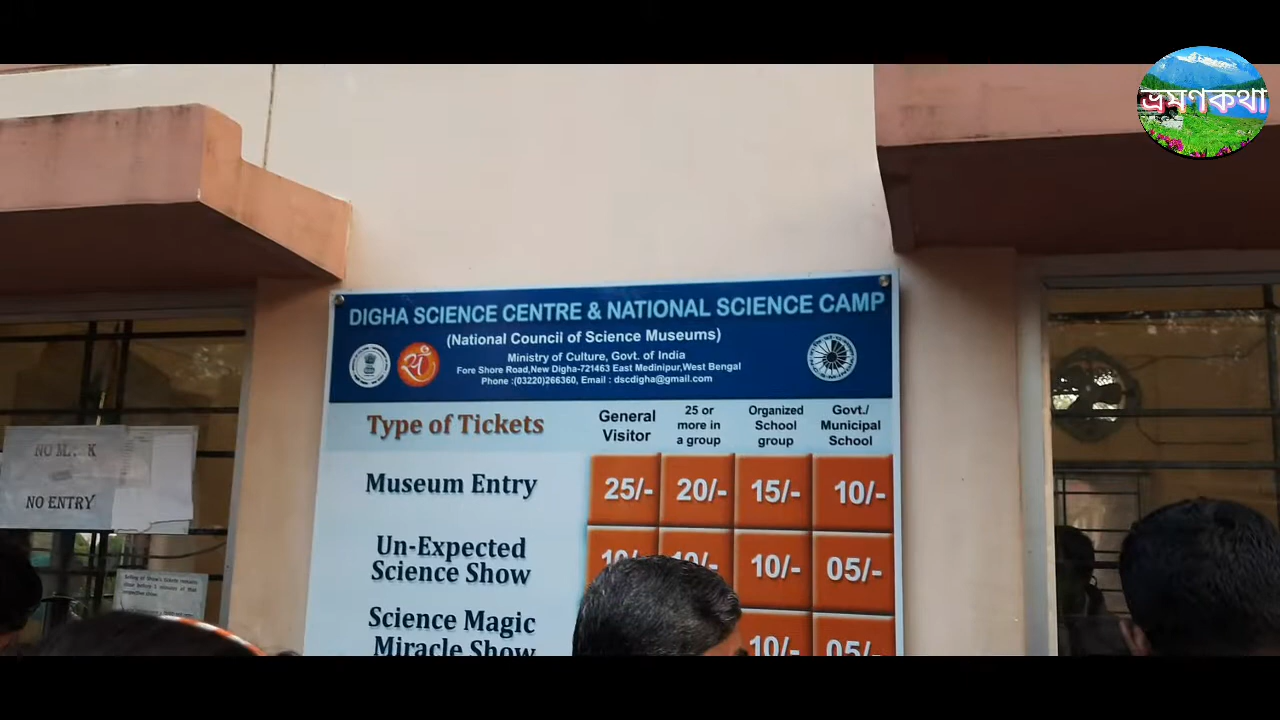 ভ্রমণকথা
DIGHA SCIENCE CENTRE & NATIONAL SCIENCE CAMP
(National Council of Science Museums)
Ministry of Culture, Govt. of India
Fore Shore Road,New Digha-721463 East Medinipur,West Bengal
Phone :(03220)266360, Email : dscdigha@gmail.com
Type of Tickets
General Visitor
25 or more in a group
Organized School group
Govt./ Municipal School
Museum Entry 25/- 20/- 15/- 10/-
Un-Expected
Science Show 10/- 10/- 10/- 05/-
Science Magic
Miracle Show 10/- 05/-
NO
NO ENTRY